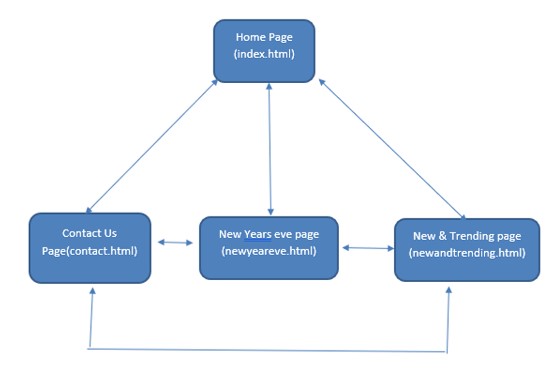 Home Page
(index.html)
Contact Us
Page(contact.html)
New Years eve page
(newyeareve.html)
New & Trending page
(newandtrending.html)